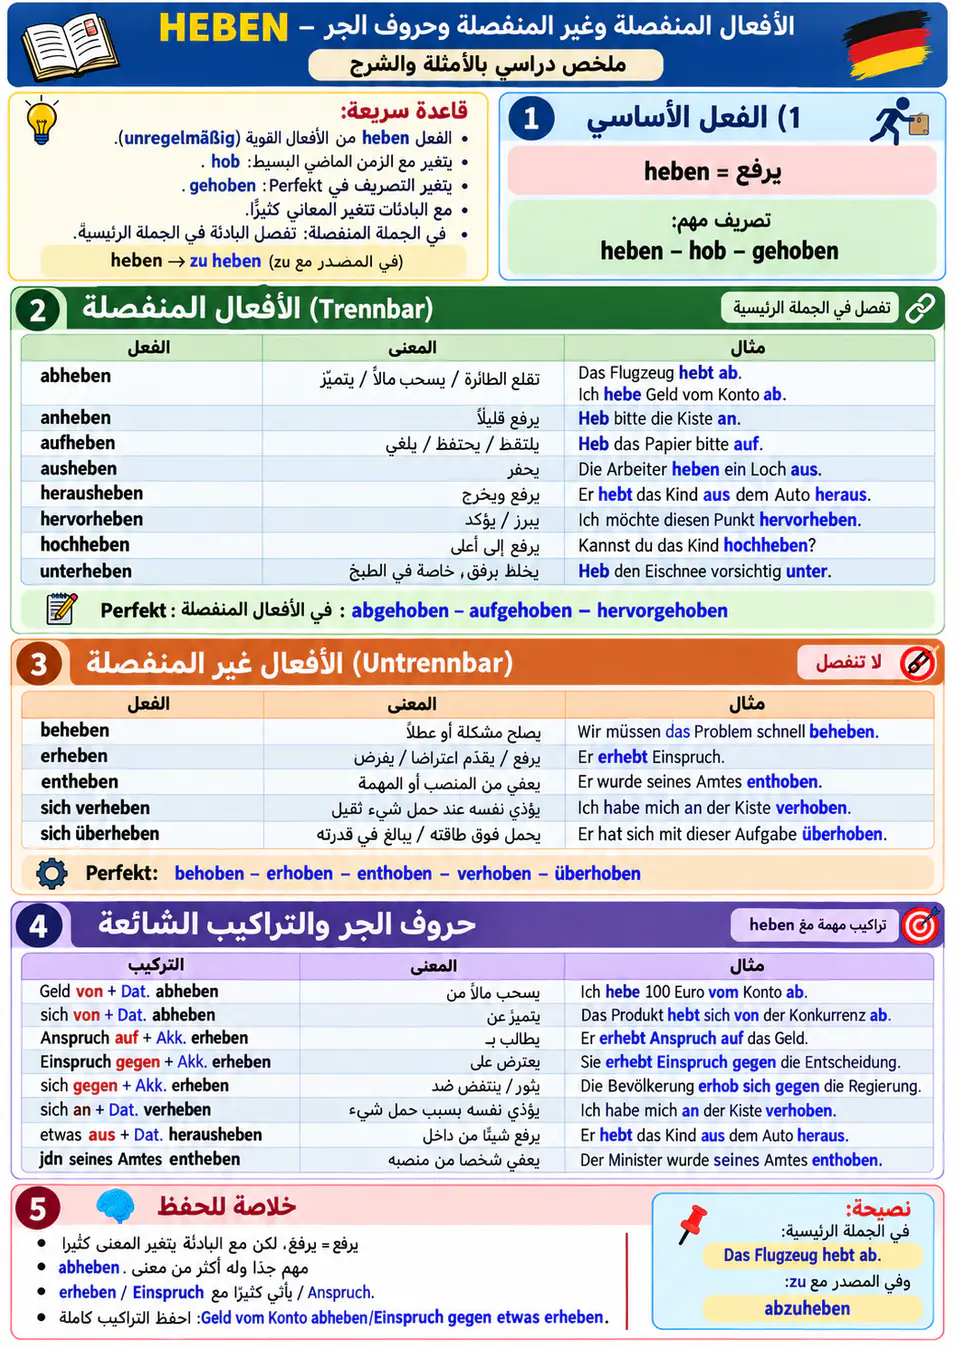 الأفعال المنفصلة وغير المنفصلة وحروف الجر – HEBEN
ملخص دراسي بالأمثلة والشرح
1 1) الفعل الأساسي
heben = يرفع
تصريف مهم:
heben – hob – gehoben
قاعدة سريعة:
• الفعل heben من الأفعال القوية (unregelmäßig).
• يتغير مع الزمن الماضي البسيط: hob .
• يتغير التصريف في Perfekt: gehoben .
• مع البادئات تتغير المعاني كثيرًا.
• في الجملة المنفصلة: تفصل البادئة في الجملة الرئيسية.
heben → zu heben (في المصدر مع zu)
2 الأفعال المنفصلة (Trennbar) تفصل في الجملة الرئيسية
الفعل المعنى مثال
abheben تقلع الطائرة / يسحب مالاً / يتميّز Das Flugzeug hebt ab.
Ich hebe Geld vom Konto ab.
anheben يرفع قليلًا Heb bitte die Kiste an.
aufheben يلتقط / يحتفظ / يلغي Heb das Papier bitte auf.
ausheben يحفر Die Arbeiter heben ein Loch aus.
herausheben يرفع ويخرج Er hebt das Kind aus dem Auto heraus.
hervorheben يبرز / يؤكد Ich möchte diesen Punkt hervorheben.
hochheben يرفع إلى أعلى Kannst du das Kind hochheben?
unterheben يخلط برفق، خاصة في الطبخ Heb den Eischnee vorsichtig unter.
Perfekt : في الأفعال المنفصلة : abgehoben – aufgehoben – hervorgehoben
3 الأفعال غير المنفصلة (Untrennbar) لا تنفصل
الفعل المعنى مثال
beheben يصلح مشكلة أو عطلاً Wir müssen das Problem schnell beheben.
erheben يرفع / يقدّم اعتراضا / يفرض Er erhebt Einspruch.
entheben يعفي من المنصب أو المهمة Er wurde seines Amtes enthoben.
sich verheben يؤذي نفسه عند حمل شيء ثقيل Ich habe mich an der Kiste verhoben.
sich überheben يحمل فوق طاقته / يبالغ في قدرته Er hat sich mit dieser Aufgabe überhoben.
Perfekt: behoben – erhoben – enthoben – verhoben – überhoben
4 حروف الجر والتراكيب الشائعة تراكيب مهمة مع heben
التركيب المعنى مثال
Geld von + Dat. abheben يسحب مالاً من Ich hebe 100 Euro vom Konto ab.
sich von + Dat. abheben يتميز عن Das Produkt hebt sich von der Konkurrenz ab.
Anspruch auf + Akk. erheben يطالب بـ Er erhebt Anspruch auf das Geld.
Einspruch gegen + Akk. erheben يعترض على Sie erhebt Einspruch gegen die Entscheidung.
sich gegen + Akk. erheben يثور / ينتفض ضد Die Bevölkerung erhob sich gegen die Regierung.
sich an + Dat. verheben يؤذي نفسه بسبب حمل شيء Ich habe mich an der Kiste verhoben.
etwas aus + Dat. herausheben يرفع شيئًا من داخل Er hebt das Kind aus dem Auto heraus.
jdn seines Amtes entheben يعفي شخصا من منصبه Der Minister wurde seines Amtes enthoben.
5 خلاصة للحفظ
• يرفع = يرفع، لكن مع البادئة يتغير المعنى كثيرا
• abheben . مهم جدًا وله أكثر من معنى
• erheben / Einspruch يأتي كثيرًا مع / Anspruch.
• احفظ التراكيب كاملة :Geld vom Konto abheben/Einspruch gegen etwas erheben.
نصيحة:
في الجملة الرئيسية:
Das Flugzeug hebt ab.
وفي المصدر مع zu:
abzuheben